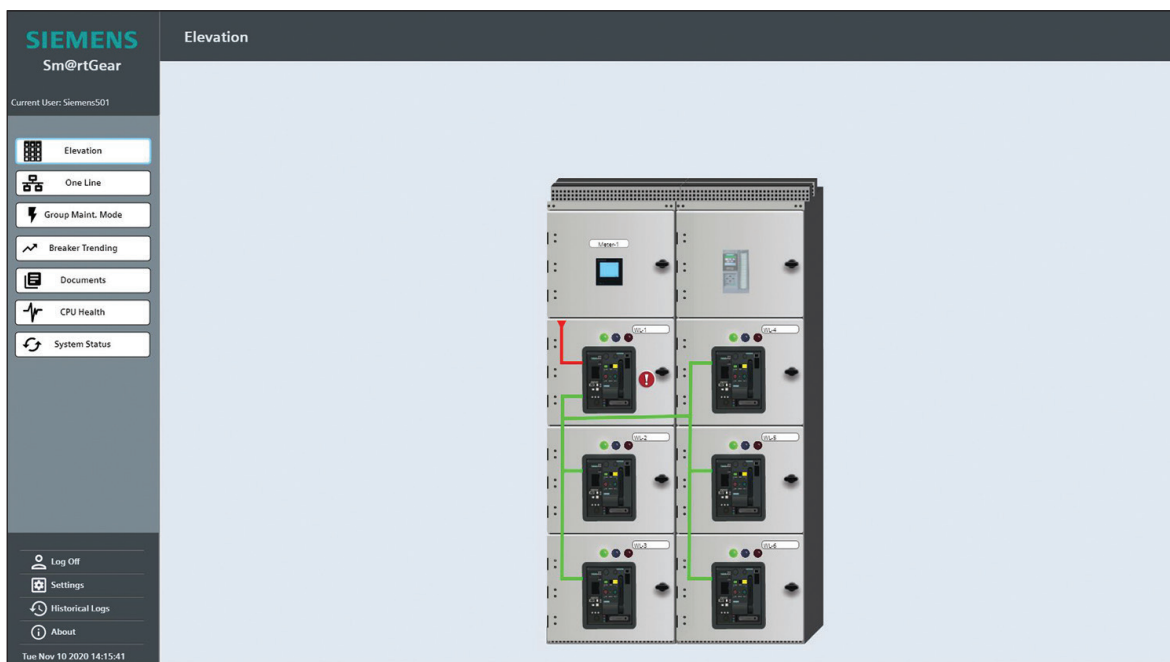 SIEMENS
Sm@rtGear
Current User: Siemens501
Elevation
Elevation
One Line
Group Maint. Mode
Breaker Trending
Documents
CPU Health
System Status
Log Off
Settings
Historical Logs
About
Tue Nov 10 2020 14:15:41
Meter-1
WL-1
WL-4
WL-2
WL-5
WL-3
WL-6